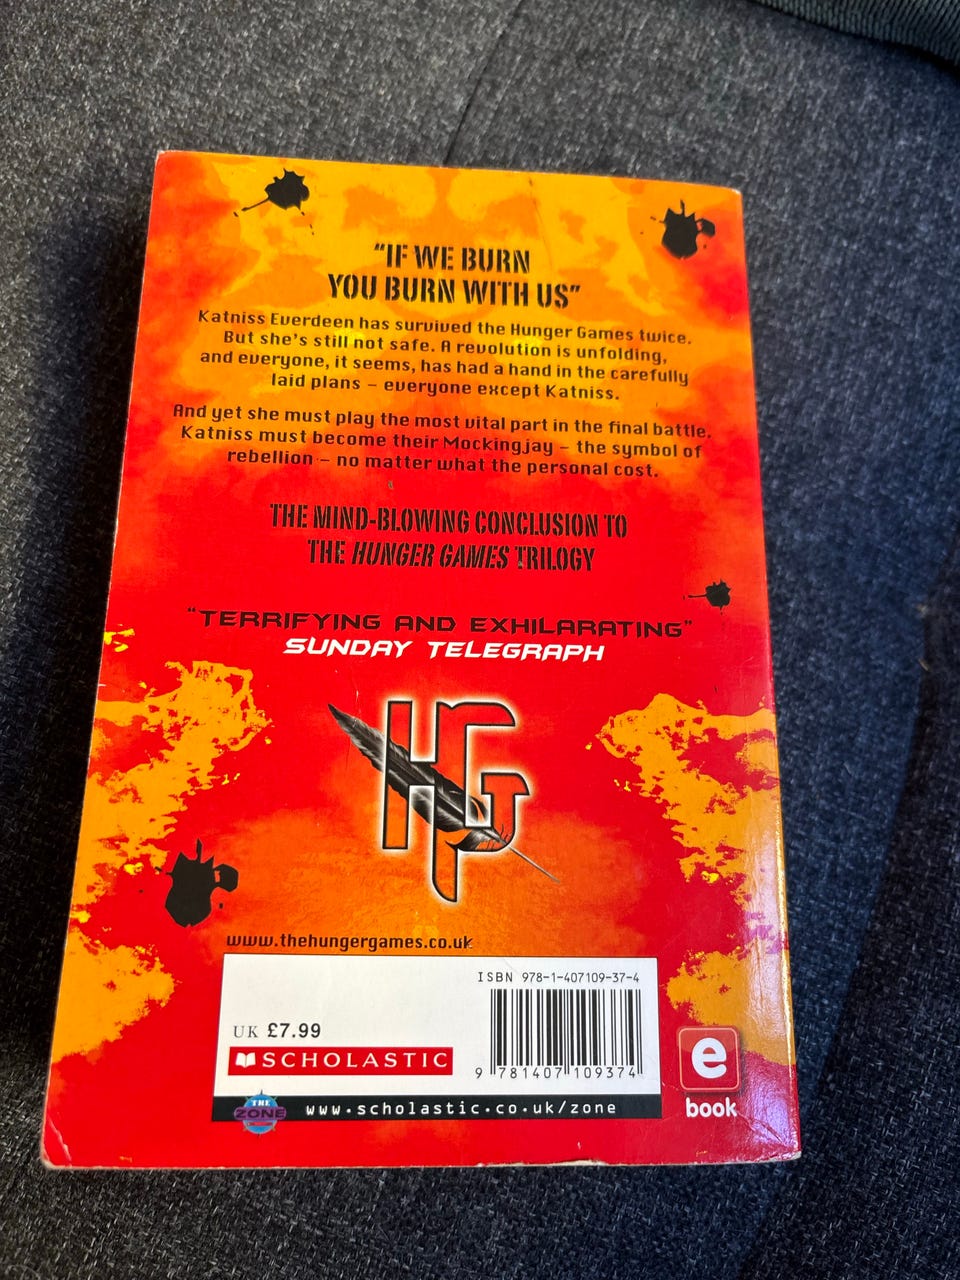 "IF WE BURN
YOU BURN WITH US"
Katniss Everdeen has survived the Hunger Games twice.
But she's still not safe. A revolution is unfolding,
and everyone, it seems, has had a hand in the carefully
laid plans – everyone except Katniss.
And yet she must play the most vital part in the final battle.
Katniss must become their Mockingjay – the symbol of
rebellion – no matter what the personal cost.
THE MIND-BLOWING CONCLUSION TO
THE HUNGER GAMES TRILOGY
"TERRIFYING AND EXHILARATING"
SUNDAY TELEGRAPH
HG
www.thehungergames.co.uk
ISBN 978-1-407109-37-4
UK £7.99
SCHOLASTIC
9 781407 109374
THE
ZONE
www.scholastic.co.uk/zone
e
book